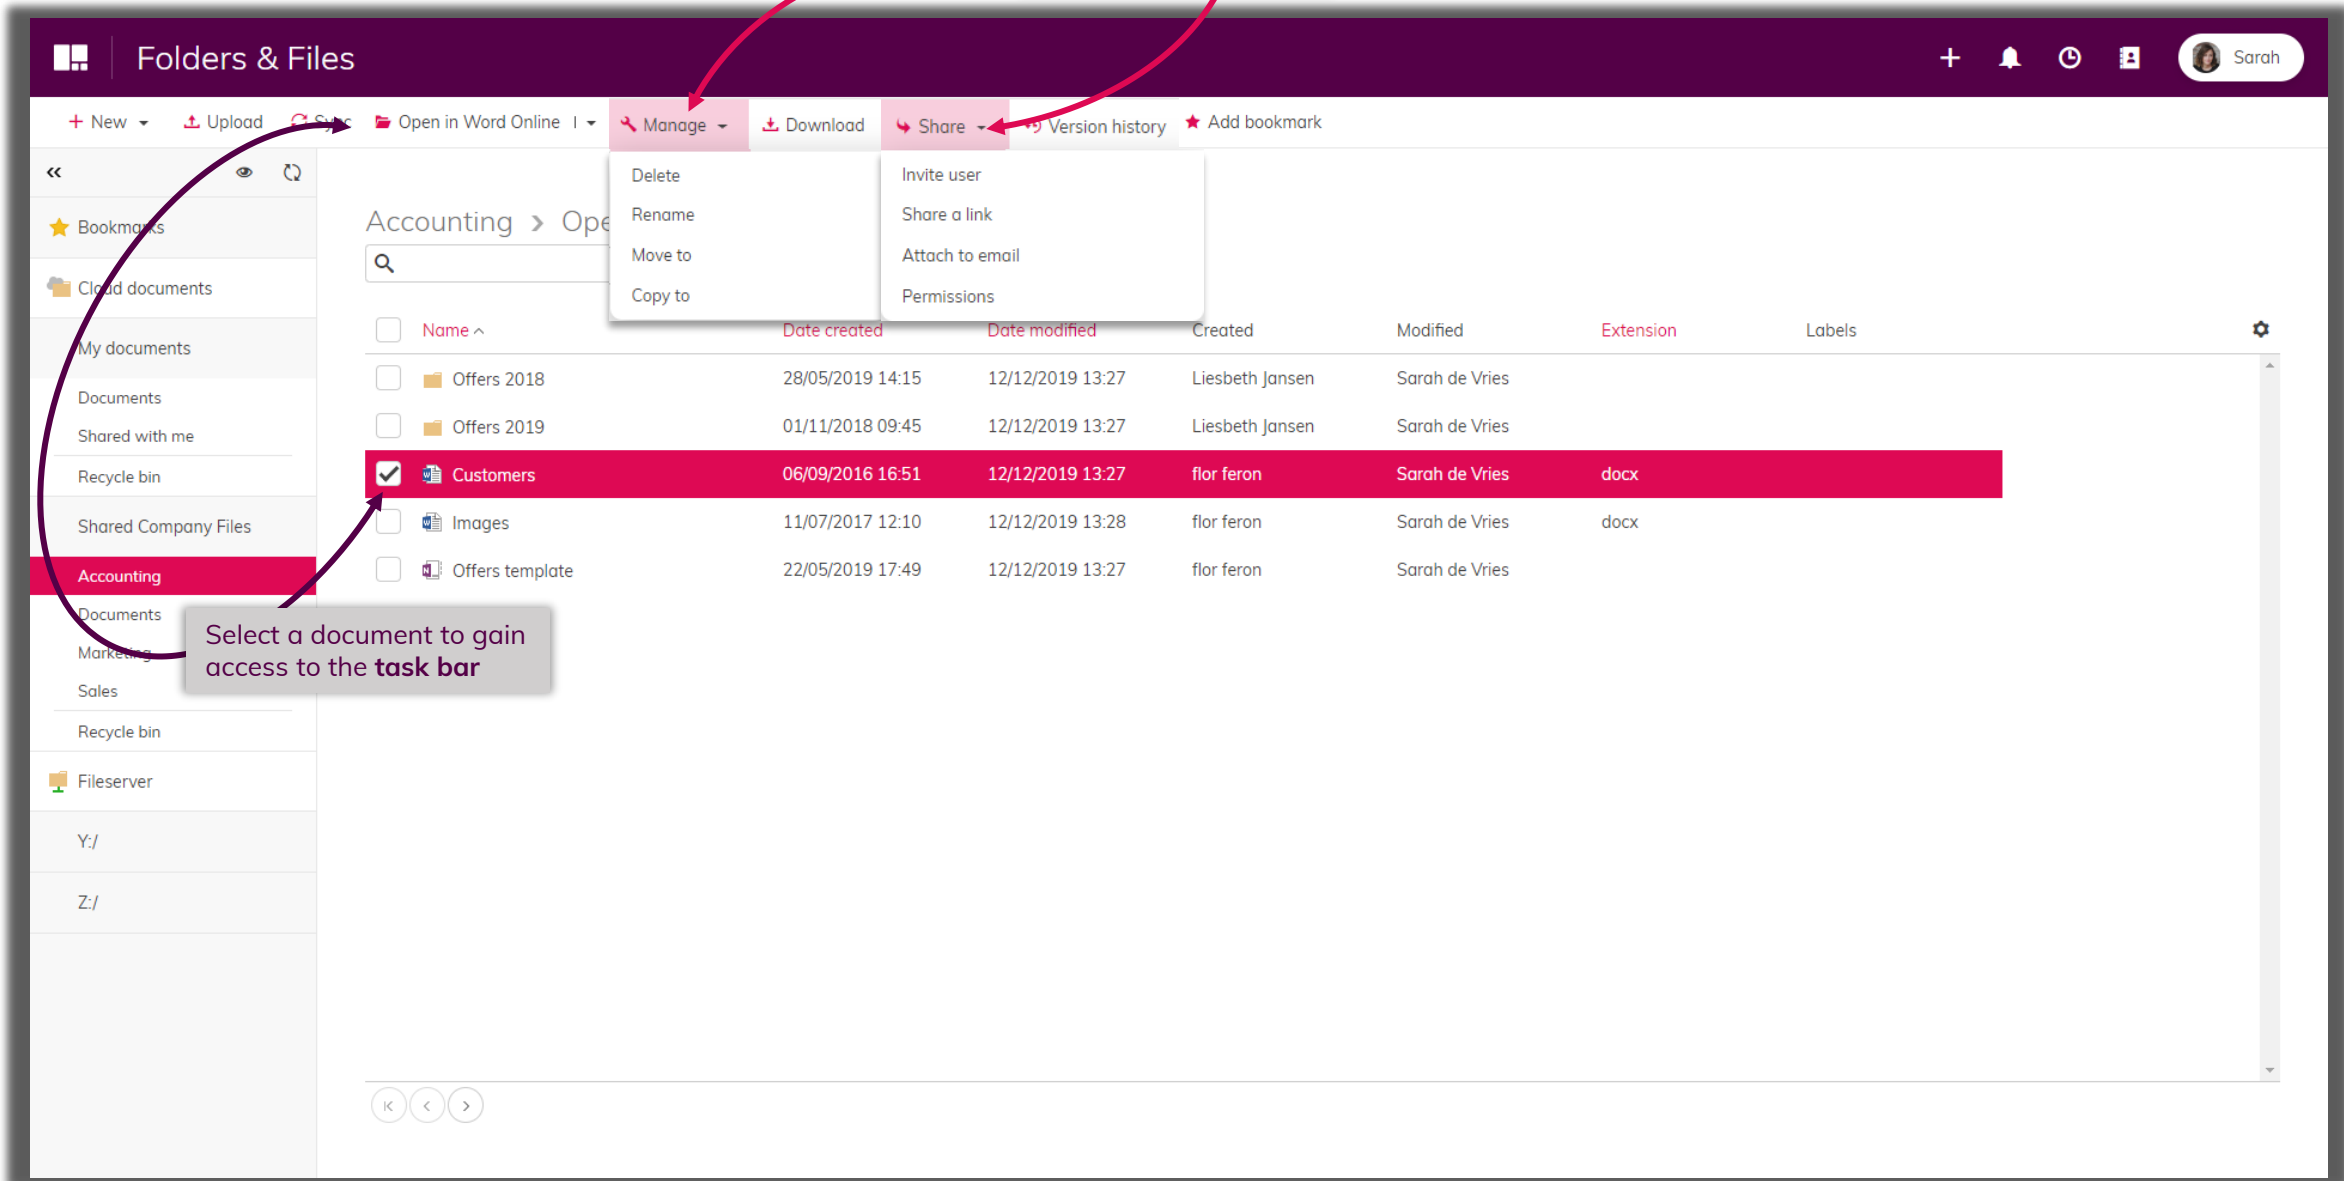 Folders & Files
Sarah
New
Upload
Sync
Open in Word Online
Manage
Download
Share
Version history
Add bookmark
Delete
Rename
Move to
Copy to
Invite user
Share a link
Attach to email
Permissions
Bookmarks
Cloud documents
My documents
Documents
Shared with me
Recycle bin
Shared Company Files
Accounting
Documents
Marketing
Sales
Recycle bin
Fileserver
Y:/
Z:/
Accounting > Ope
Name Date created Date modified Created Modified Extension Labels
Offers 2018 28/05/2019 14:15 12/12/2019 13:27 Liesbeth Jansen Sarah de Vries
Offers 2019 01/11/2018 09:45 12/12/2019 13:27 Liesbeth Jansen Sarah de Vries
Customers 06/09/2016 16:51 12/12/2019 13:27 flor feron Sarah de Vries docx
Images 11/07/2017 12:10 12/12/2019 13:28 flor feron Sarah de Vries docx
Offers template 22/05/2019 17:49 12/12/2019 13:27 flor feron Sarah de Vries
Select a document to gain
access to the task bar